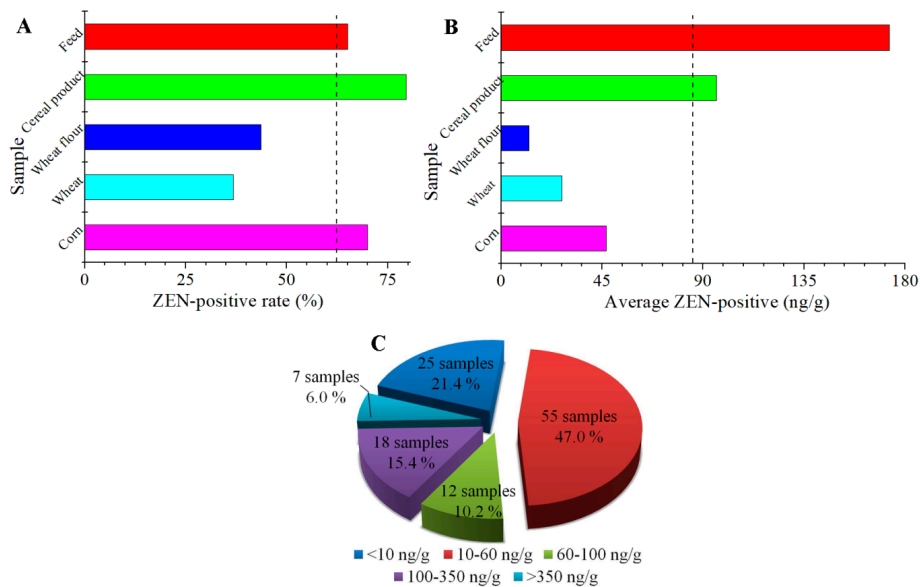 A
Sample
Feed
Cereal product
Wheat flour
Wheat
Corn
0 25 50 75
ZEN-positive rate (%)
B
Feed
Cereal product
Wheat flour
Wheat
Corn
0 45 90 135 180
Average ZEN-positive (ng/g)
C
25 samples
21.4 %
7 samples
6.0 %
55 samples
47.0 %
18 samples
15.4 %
12 samples
10.2 %
<10 ng/g 10-60 ng/g 60-100 ng/g
100-350 ng/g >350 ng/g